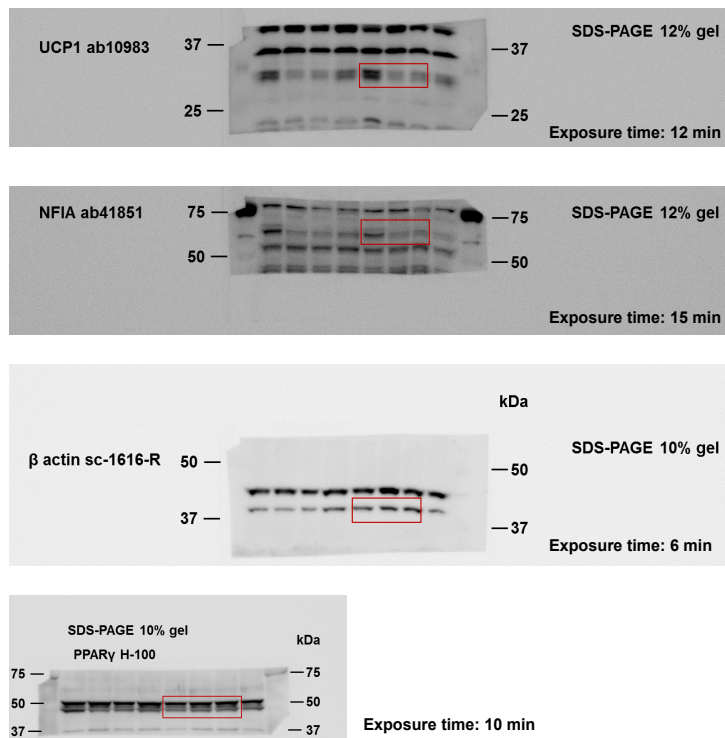 UCP1 ab10983
37
25
37
25
SDS-PAGE 12% gel
Exposure time: 12 min
NFIA ab41851
75
50
75
50
SDS-PAGE 12% gel
Exposure time: 15 min
kDa
β actin sc-1616-R
50
37
50
37
SDS-PAGE 10% gel
Exposure time: 6 min
SDS-PAGE 10% gel
PPARγ H-100
kDa
75
50
37
75
50
37
Exposure time: 10 min